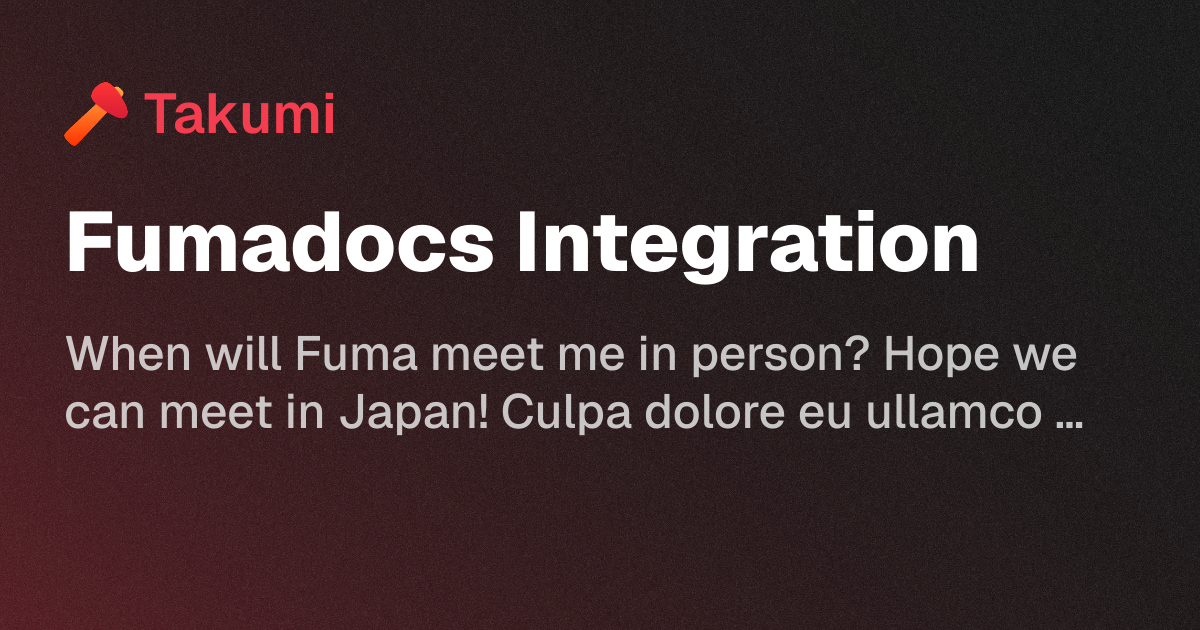 Takumi
Fumadocs Integration
When will Fuma meet me in person? Hope we
can meet in Japan! Culpa dolore eu ullamco …